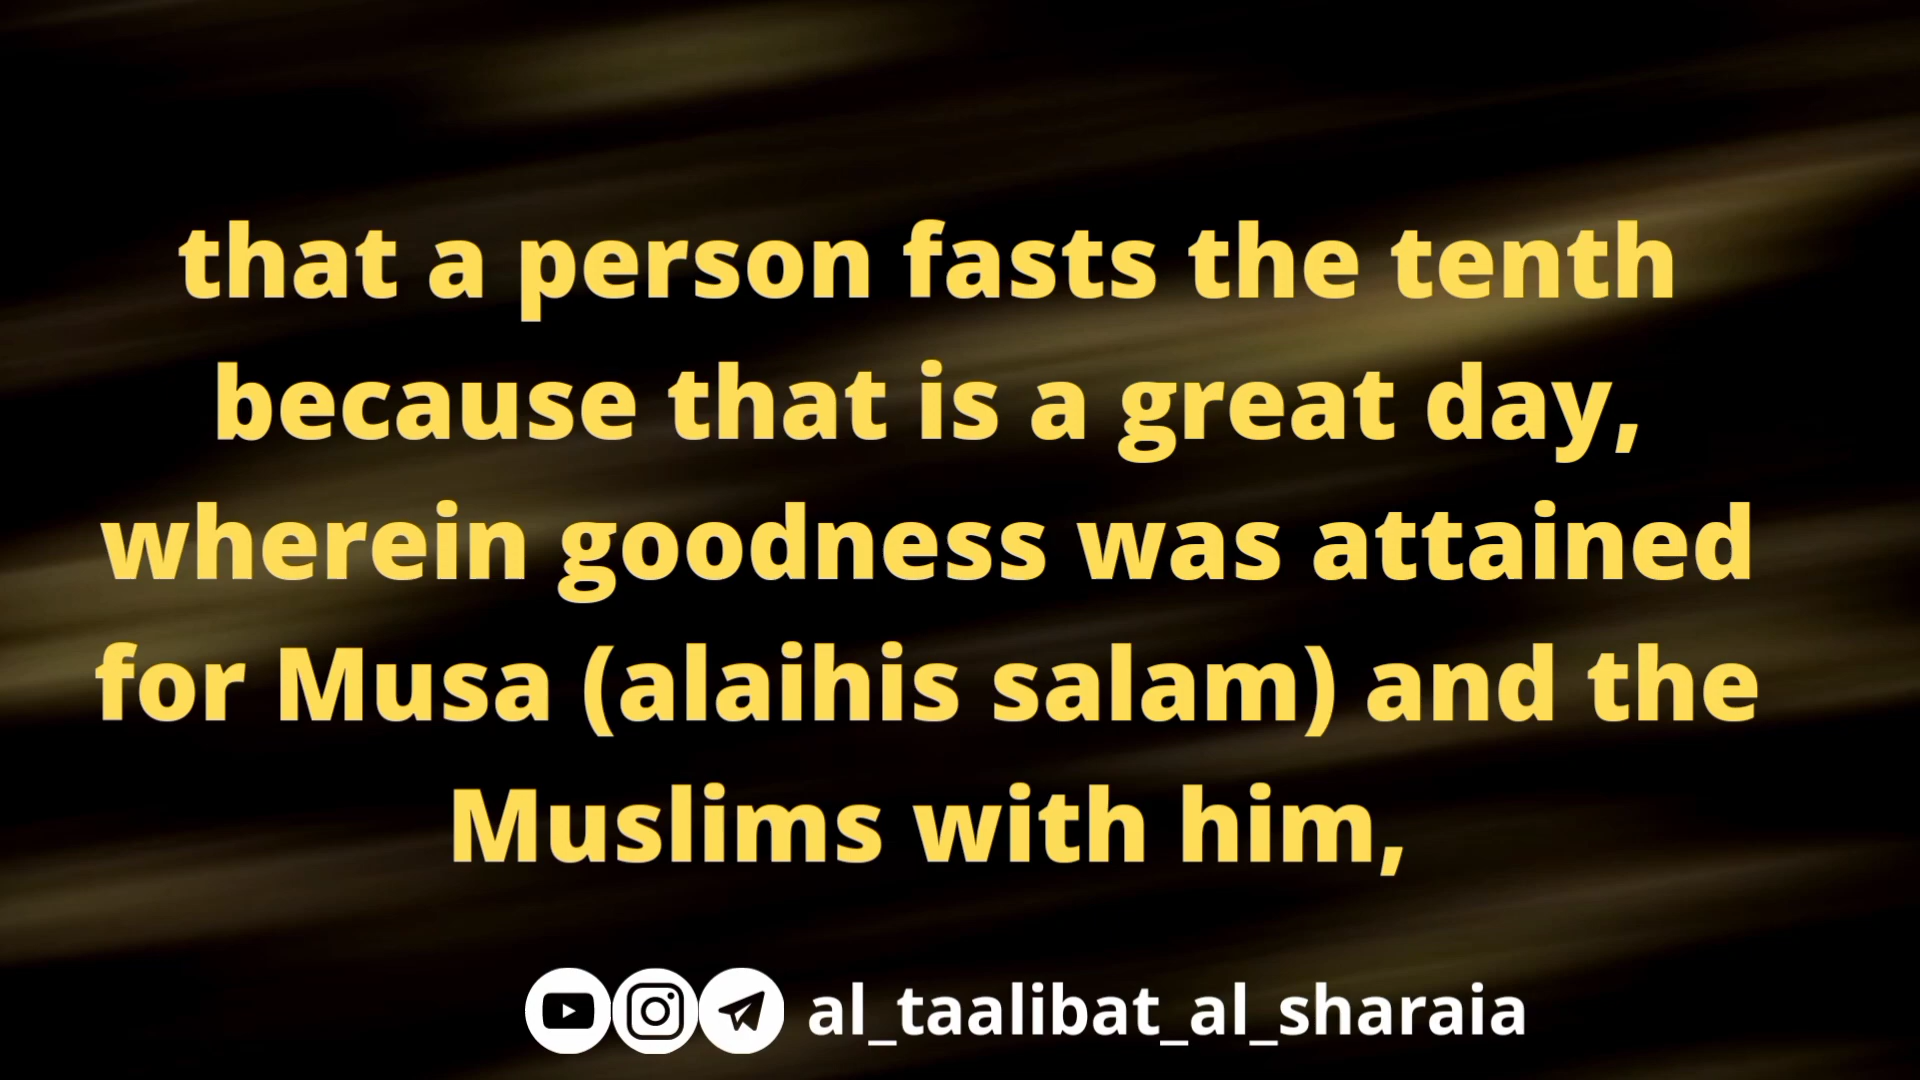 that a person fasts the tenth
because that is a great day,
wherein goodness was attained
for Musa (alaihis salam) and the
Muslims with him,
al_taalibat_al_sharaia